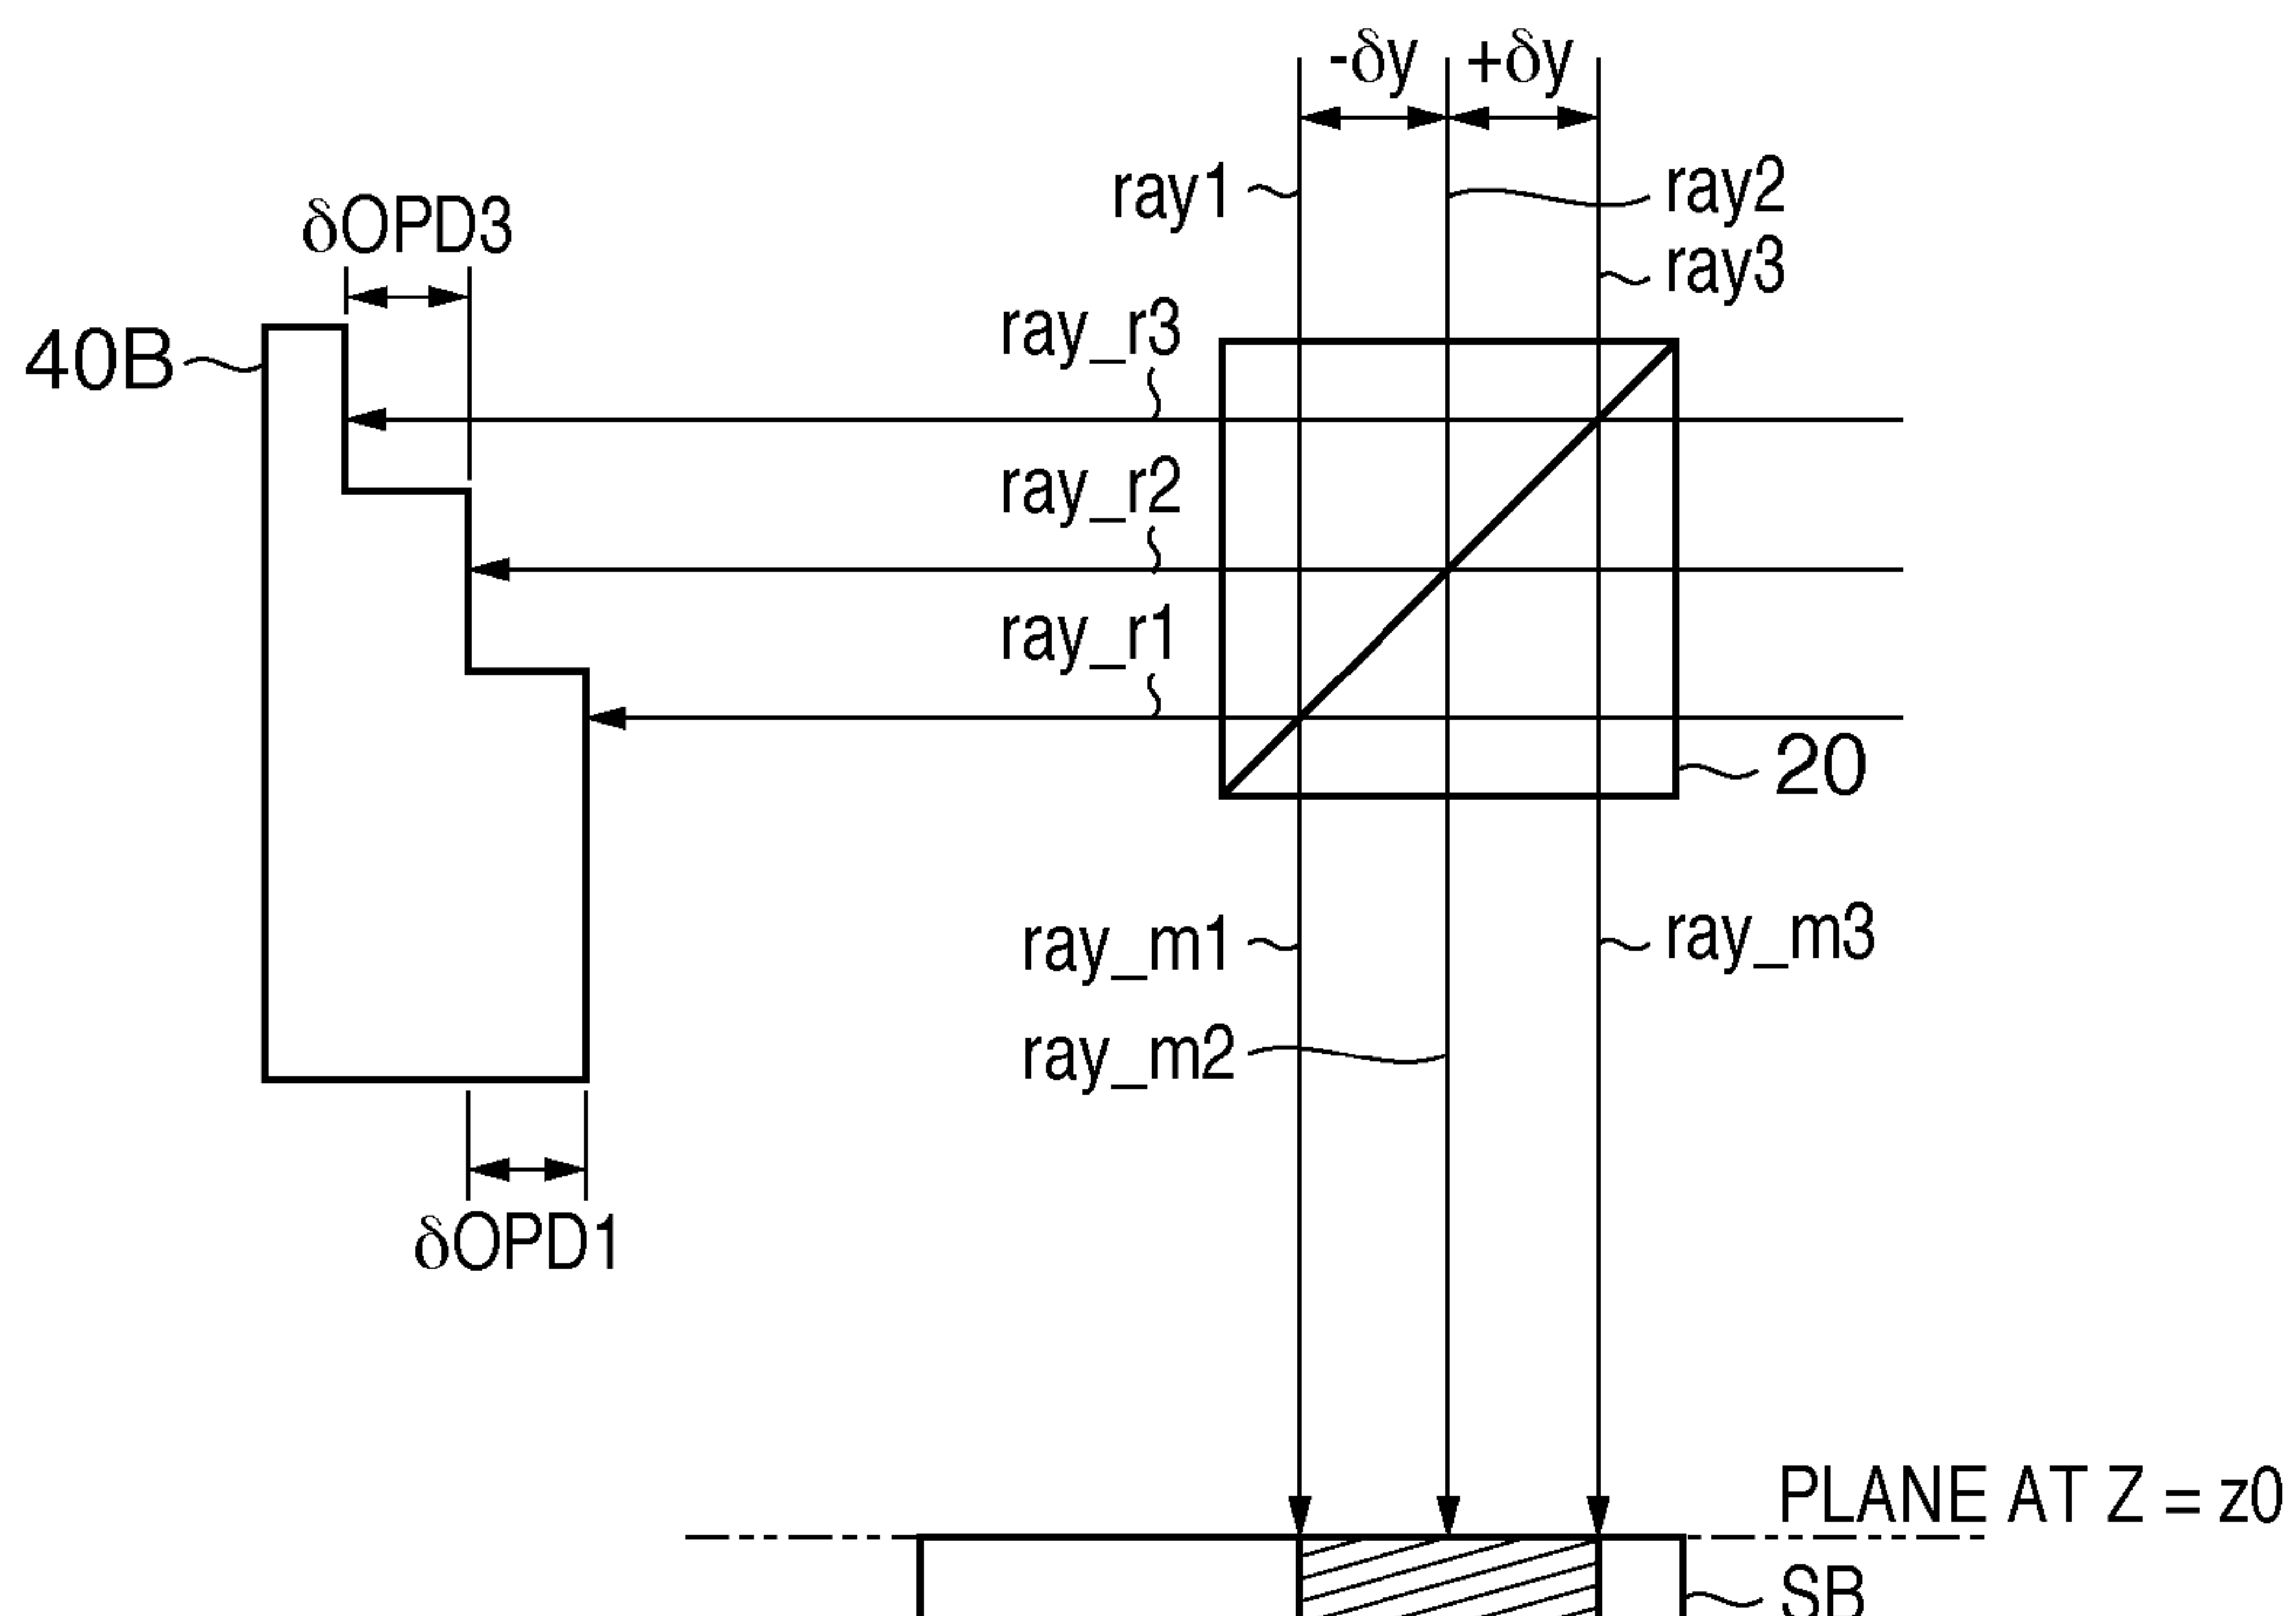 -δy +δy
ray1
ray2
δOPD3
ray3
ray_r3
40B
ray_r2
ray_r1
20
ray_m1
ray_m3
ray_m2
δOPD1
PLANE AT Z = z0
SB